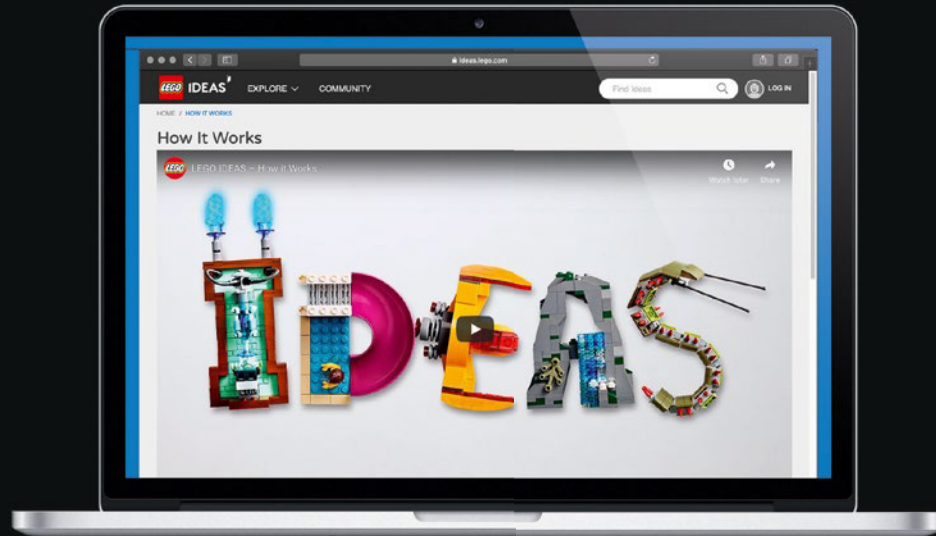 ideas.lego.com
LEGO IDEAS EXPLORE COMMUNITY Find Ideas LOG IN
HOME / HOW IT WORKS
How It Works
LEGO LEGO IDEAS – How it Works
Watch later Share
IDEAS